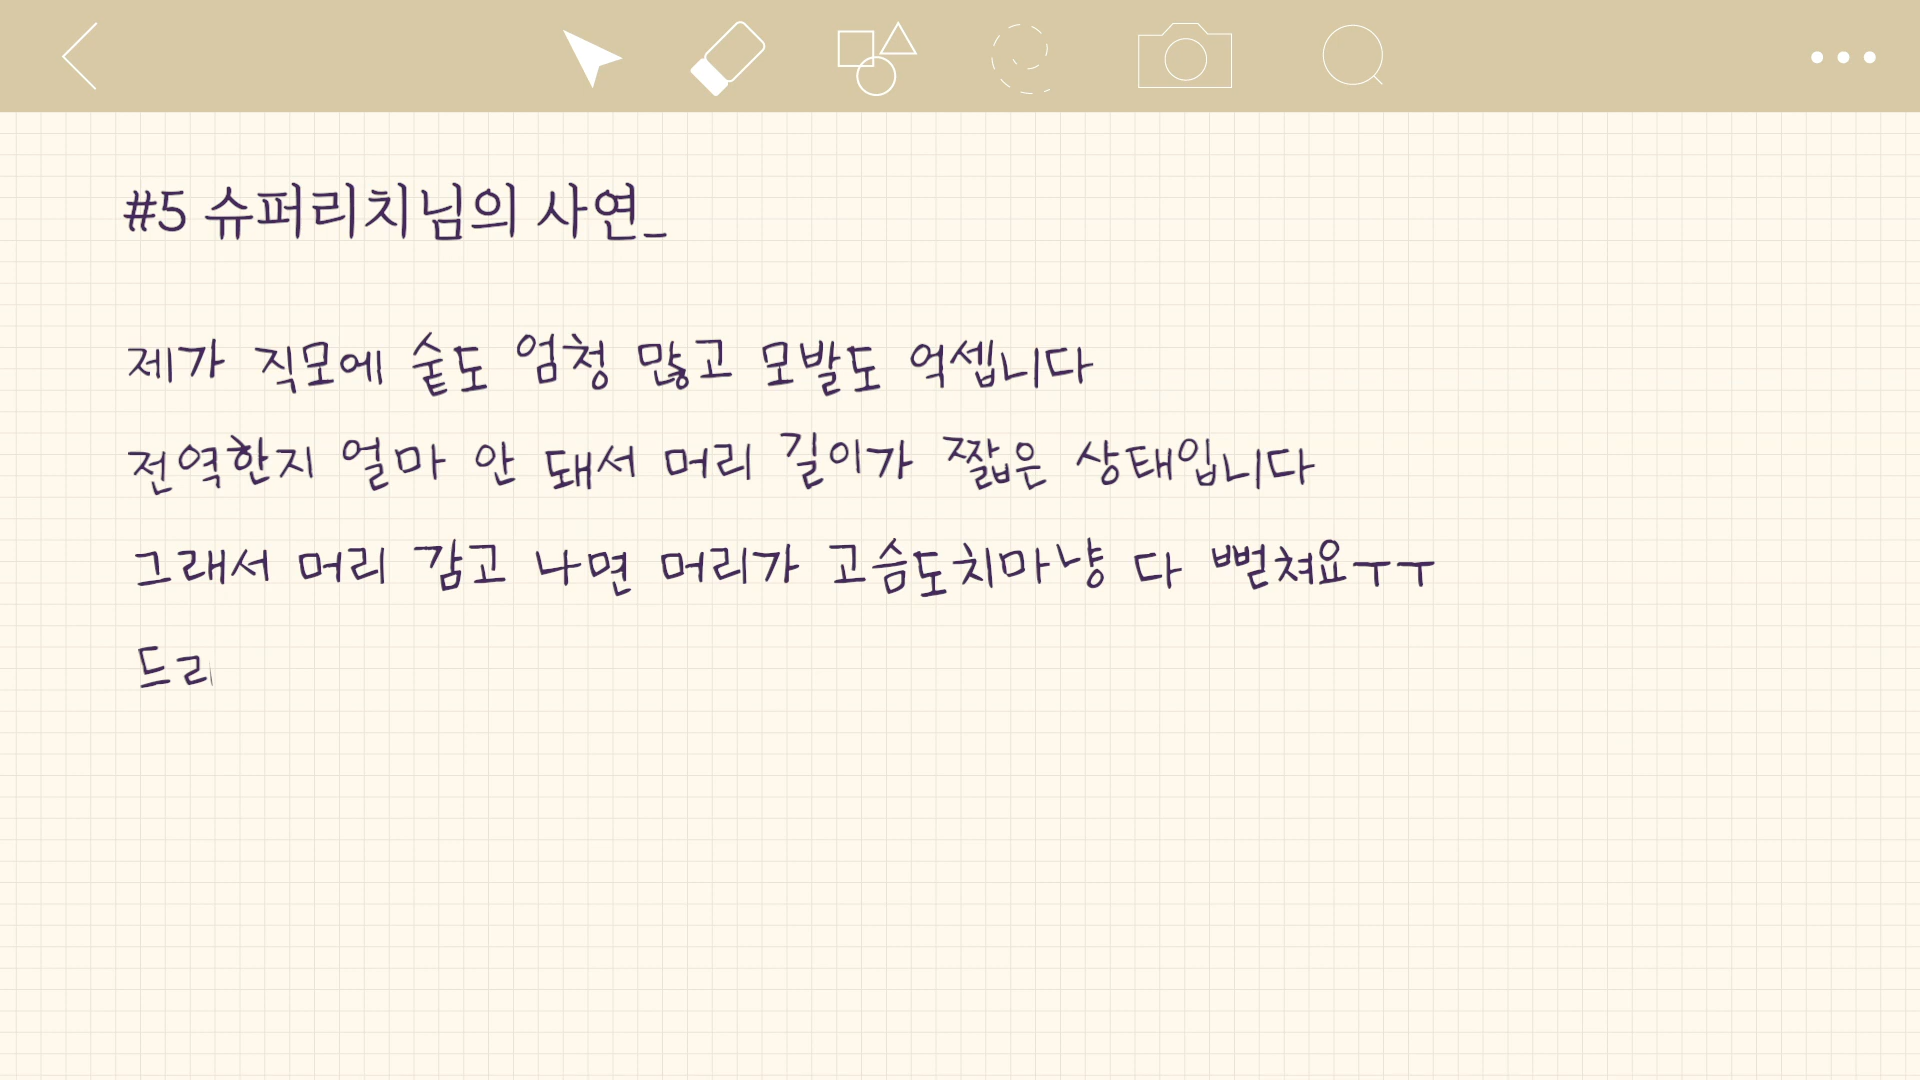 #5 슈퍼리치님의 사연_
제가 직모에 숱도 엄청 많고 모발도 억셉니다
전역한지 얼마 안 돼서 머리 길이가 짧은 상태입니다
그래서 머리 감고 나면 머리가 고슴도치마냥 다 뻗쳐요ㅜㅜ
드리